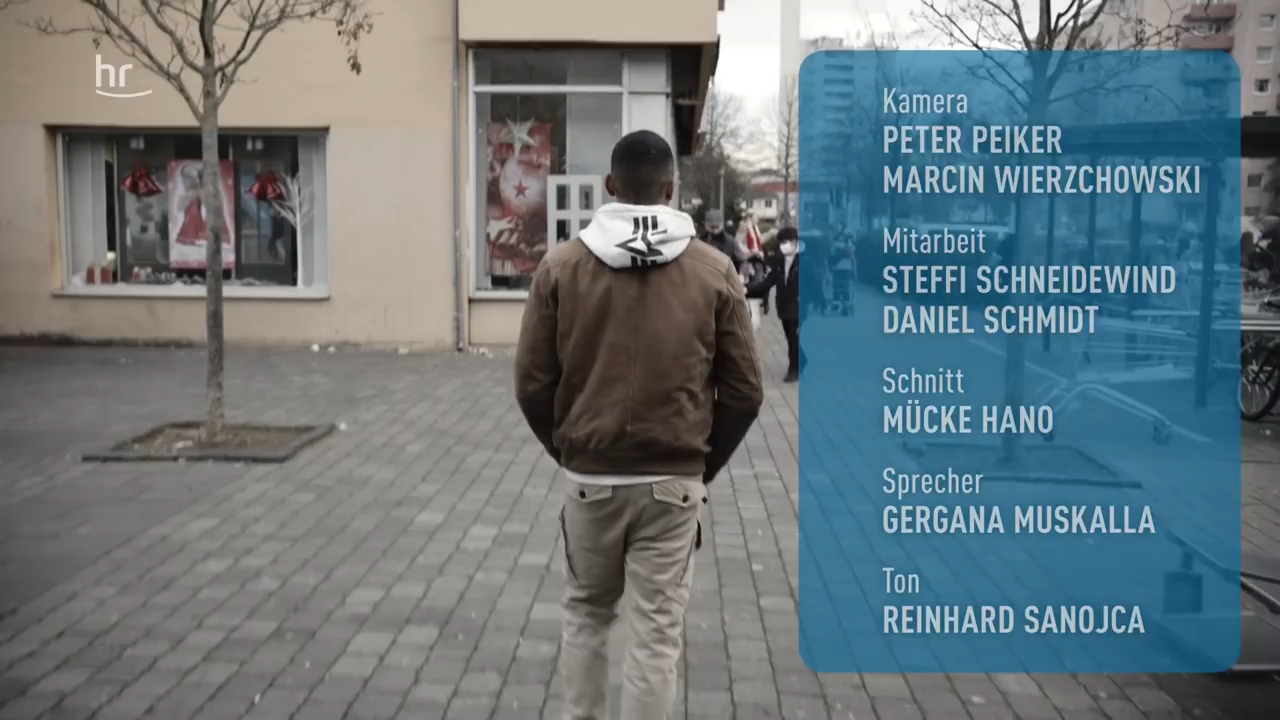 hr
Kamera
PETER PEIKER
MARCIN WIERZCHOWSKI
Mitarbeit
STEFFI SCHNEIDEWIND
DANIEL SCHMIDT
Schnitt
MÜCKE HANO
Sprecher
GERGANA MUSKALLA
Ton
REINHARD SANOJCA